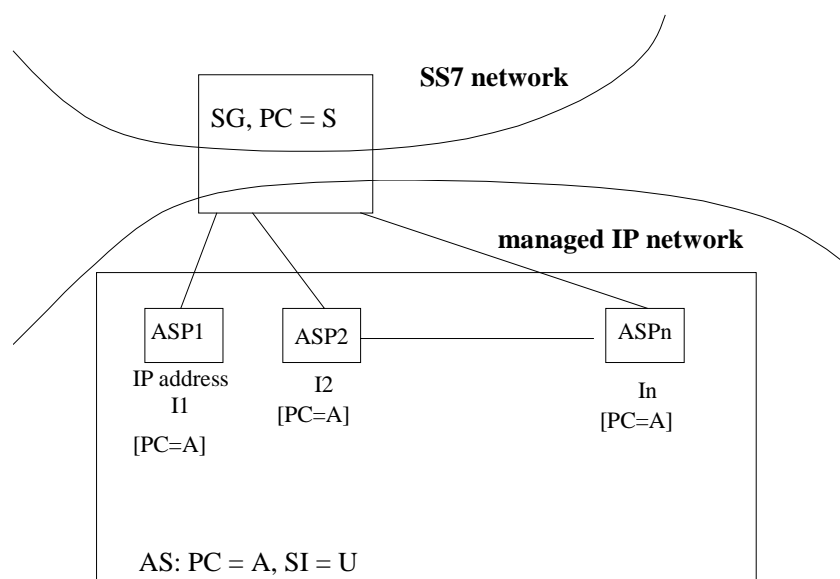 SS7 network
SG, PC = S
managed IP network
ASP1
ASP2
ASPn
IP address
I1
[PC=A]
I2
[PC=A]
In
[PC=A]
AS: PC = A, SI = U